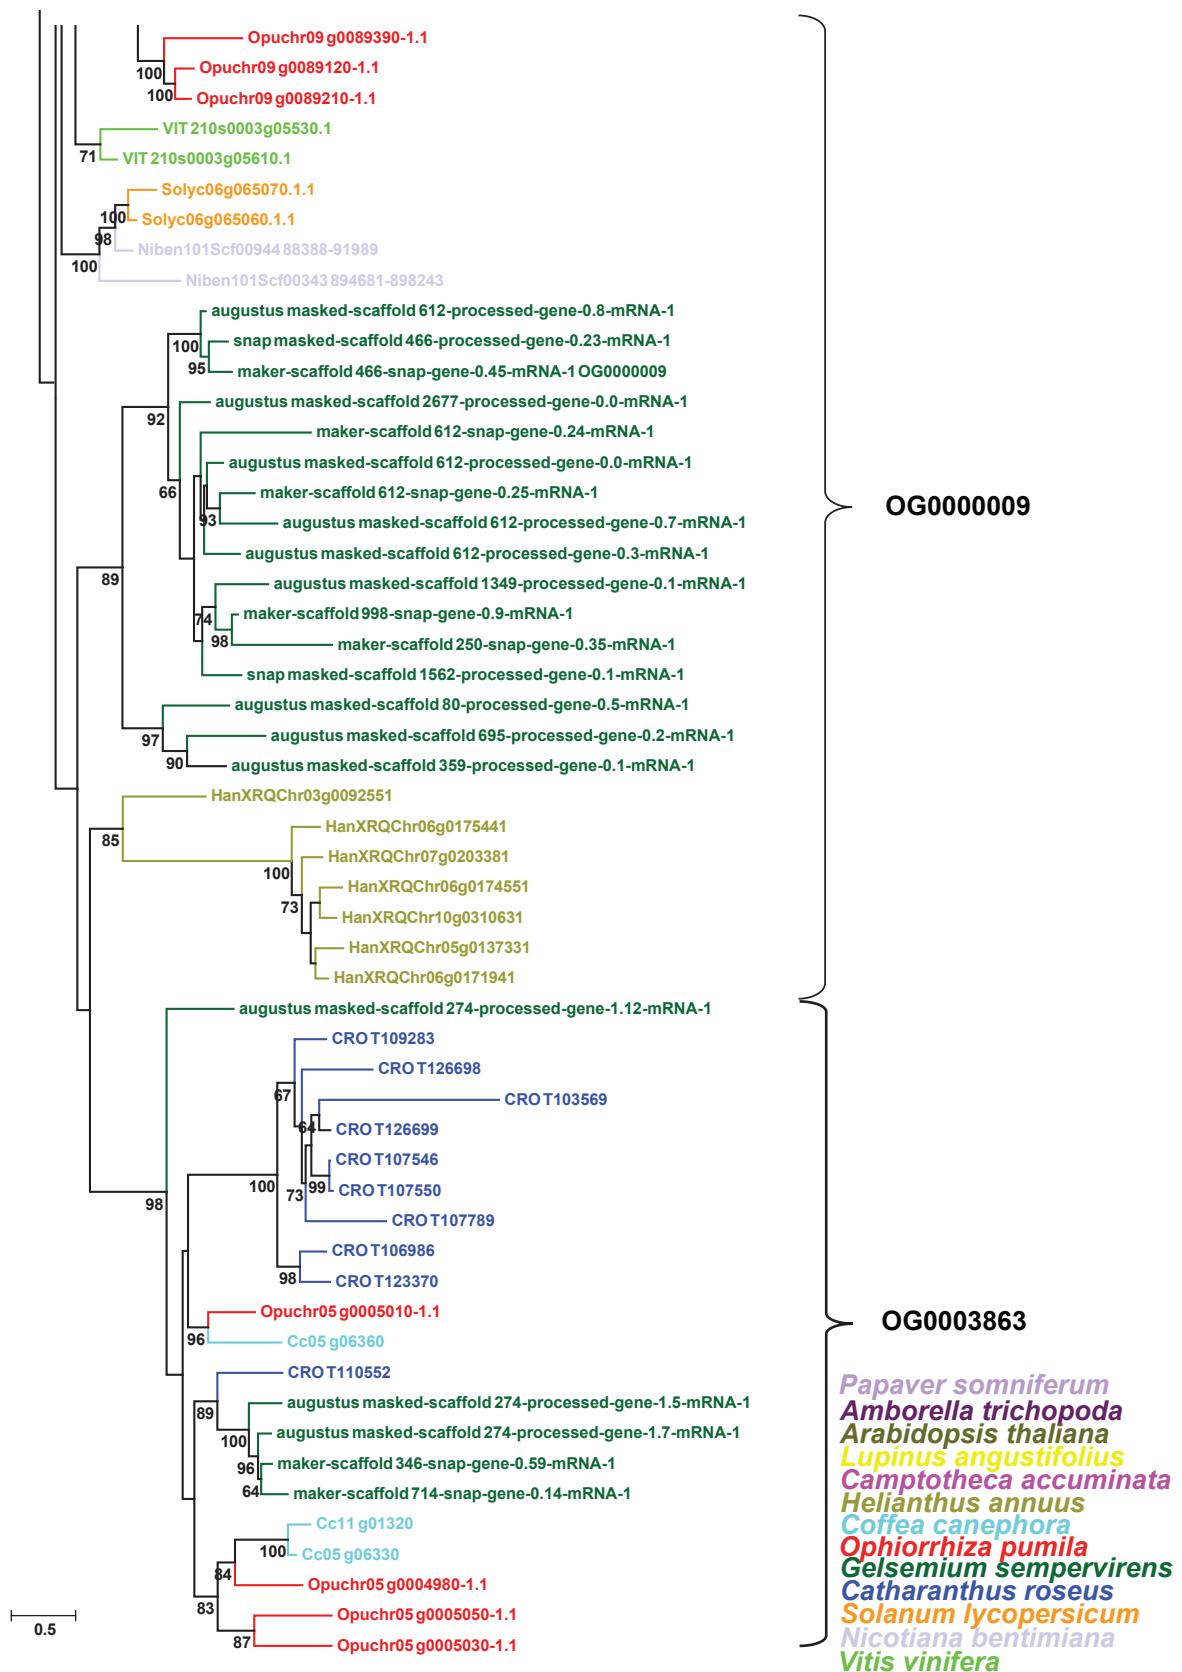 Opuchr09 g0089390-1.1
100
Opuchr09 g0089120-1.1
100
Opuchr09 g0089210-1.1
VIT 210s0003g05530.1
71
VIT 210s0003g05610.1
Solyc06g065070.1.1
100
Solyc06g065060.1.1
98
Niben101Scf00944 88388-91989
100
Niben101Scf00343 894681-898243
augustus masked-scaffold 612-processed-gene-0.8-mRNA-1
100
snap masked-scaffold 466-processed-gene-0.23-mRNA-1
95
maker-scaffold 466-snap-gene-0.45-mRNA-1 OG0000009
augustus masked-scaffold 2677-processed-gene-0.0-mRNA-1
92
maker-scaffold 612-snap-gene-0.24-mRNA-1
augustus masked-scaffold 612-processed-gene-0.0-mRNA-1
66
maker-scaffold 612-snap-gene-0.25-mRNA-1
93
augustus masked-scaffold 612-processed-gene-0.7-mRNA-1
OG0000009
augustus masked-scaffold 612-processed-gene-0.3-mRNA-1
89
augustus masked-scaffold 1349-processed-gene-0.1-mRNA-1
74
maker-scaffold 998-snap-gene-0.9-mRNA-1
98
maker-scaffold 250-snap-gene-0.35-mRNA-1
snap masked-scaffold 1562-processed-gene-0.1-mRNA-1
augustus masked-scaffold 80-processed-gene-0.5-mRNA-1
97
augustus masked-scaffold 695-processed-gene-0.2-mRNA-1
90
augustus masked-scaffold 359-processed-gene-0.1-mRNA-1
HanXRQChr03g0092551
85
HanXRQChr06g0175441
HanXRQChr07g0203381
100
HanXRQChr06g0174551
73
HanXRQChr10g0310631
HanXRQChr05g0137331
HanXRQChr06g0171941
augustus masked-scaffold 274-processed-gene-1.12-mRNA-1
CRO T109283
CRO T126698
67
CRO T103569
64
CRO T126699
CRO T107546
100
73
99
CRO T107550
98
CRO T107789
CRO T106986
98
CRO T123370
Opuchr05 g0005010-1.1
OG0003863
96
Cc05 g06360
CRO T110552
augustus masked-scaffold 274-processed-gene-1.5-mRNA-1
89
augustus masked-scaffold 274-processed-gene-1.7-mRNA-1
100
maker-scaffold 346-snap-gene-0.59-mRNA-1
96
64
maker-scaffold 714-snap-gene-0.14-mRNA-1
Cc11 g01320
100
Cc05 g06330
84
Opuchr05 g0004980-1.1
83
Opuchr05 g0005050-1.1
87
Opuchr05 g0005030-1.1
0.5
Papaver somniferum
Amborella trichopoda
Arabidopsis thaliana
Lupinus angustifolius
Camptotheca accuminata
Helianthus annuus
Coffea canephora
Ophiorrhiza pumila
Gelsemium sempervirens
Catharanthus roseus
Solanum lycopersicum
Nicotiana bentimiana
Vitis vinifera